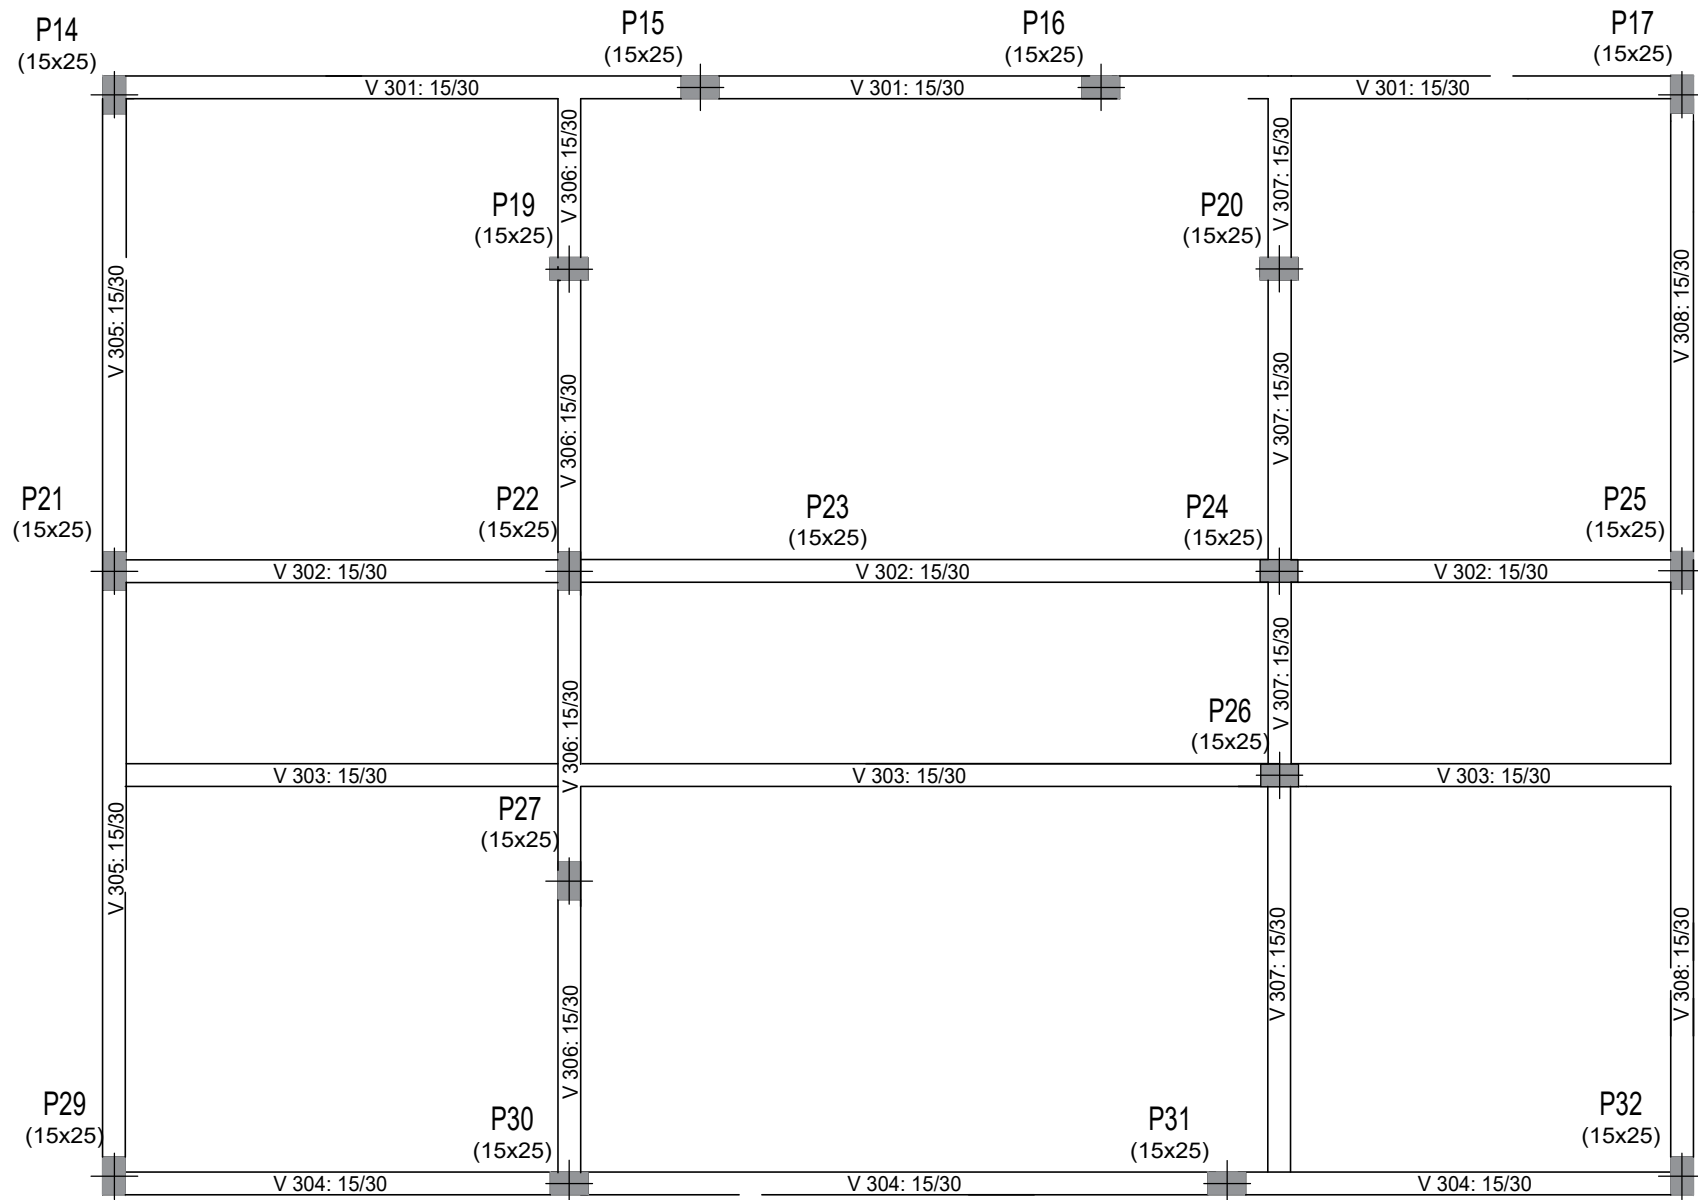 P14
(15x25)
P15
(15x25)
P16
(15x25)
P17
(15x25)
V 301: 15/30
V 301: 15/30
V 301: 15/30
V 306: 15/30
V 307: 15/30
P19
(15x25)
P20
(15x25)
V 305: 15/30
V 308: 15/30
V 306: 15/30
V 307: 15/30
P21
(15x25)
P22
(15x25)
P23
(15x25)
P24
(15x25)
P25
(15x25)
V 302: 15/30
V 302: 15/30
V 302: 15/30
V 307: 15/30
V 306: 15/30
P26
(15x25)
V 303: 15/30
V 303: 15/30
V 303: 15/30
P27
(15x25)
V 305: 15/30
V 307: 15/30
V 308: 15/30
V 306: 15/30
P29
(15x25)
P30
(15x25)
P31
(15x25)
P32
(15x25)
V 304: 15/30
V 304: 15/30
V 304: 15/30